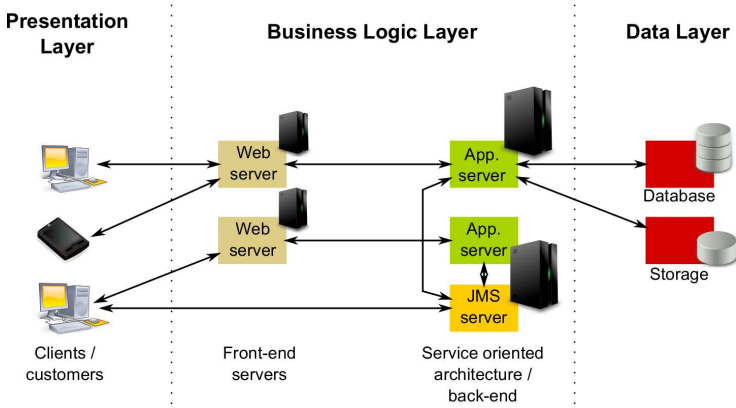 Presentation
Layer
Business Logic Layer
Data Layer
Web
server
App.
server
Database
Web
server
App.
server
Storage
JMS
server
Clients /
customers
Front-end
servers
Service oriented
architecture /
back-end